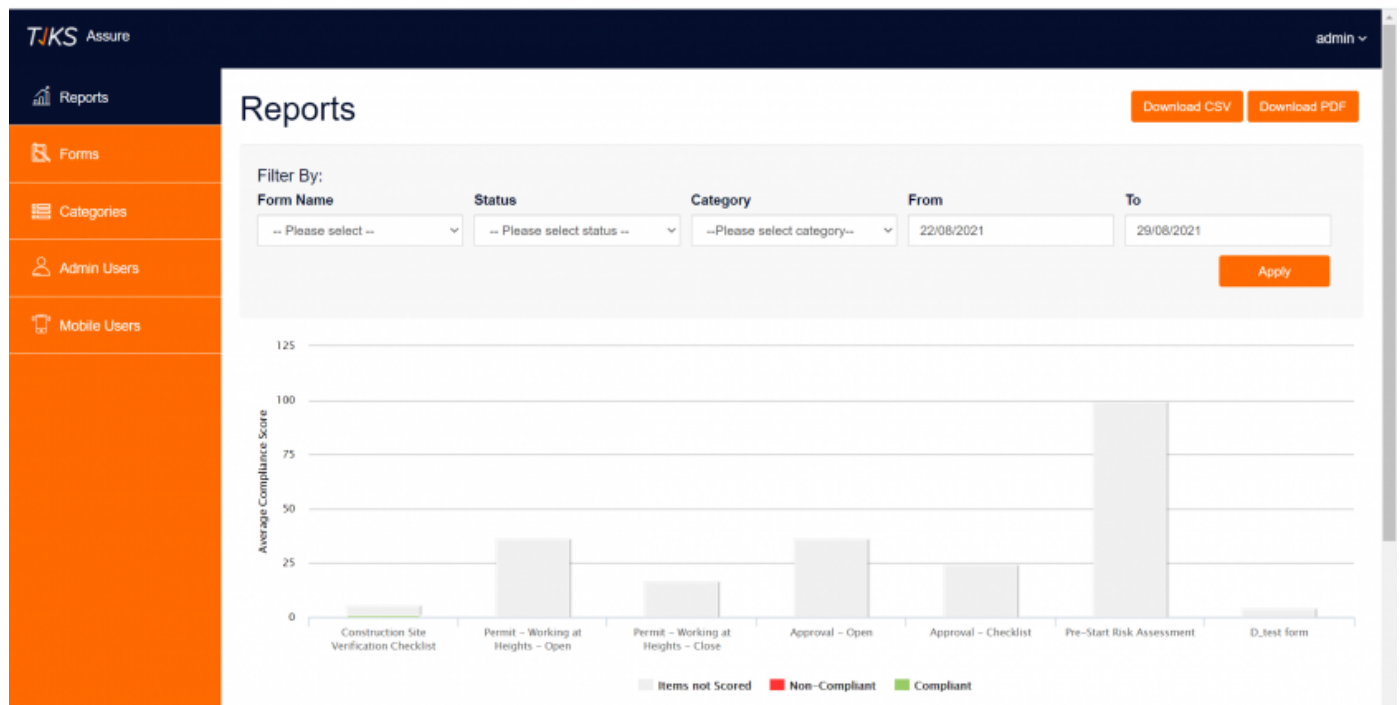 TJKS Assure
admin
Reports
Forms
Categories
Admin Users
Mobile Users
Reports
Download CSV
Download PDF
Filter By:
Form Name
Status
Category
From
To
-- Please select --
-- Please select status --
--Please select category--
22/08/2021
29/08/2021
Apply
Average Compliance Score
125
100
75
50
25
0
Construction Site
Verification Checklist
Permit - Working at
Heights - Open
Permit - Working at
Heights - Close
Approval - Open
Approval - Checklist
Pre-Start Risk Assessment
D_test form
Items not Scored
Non-Compliant
Compliant